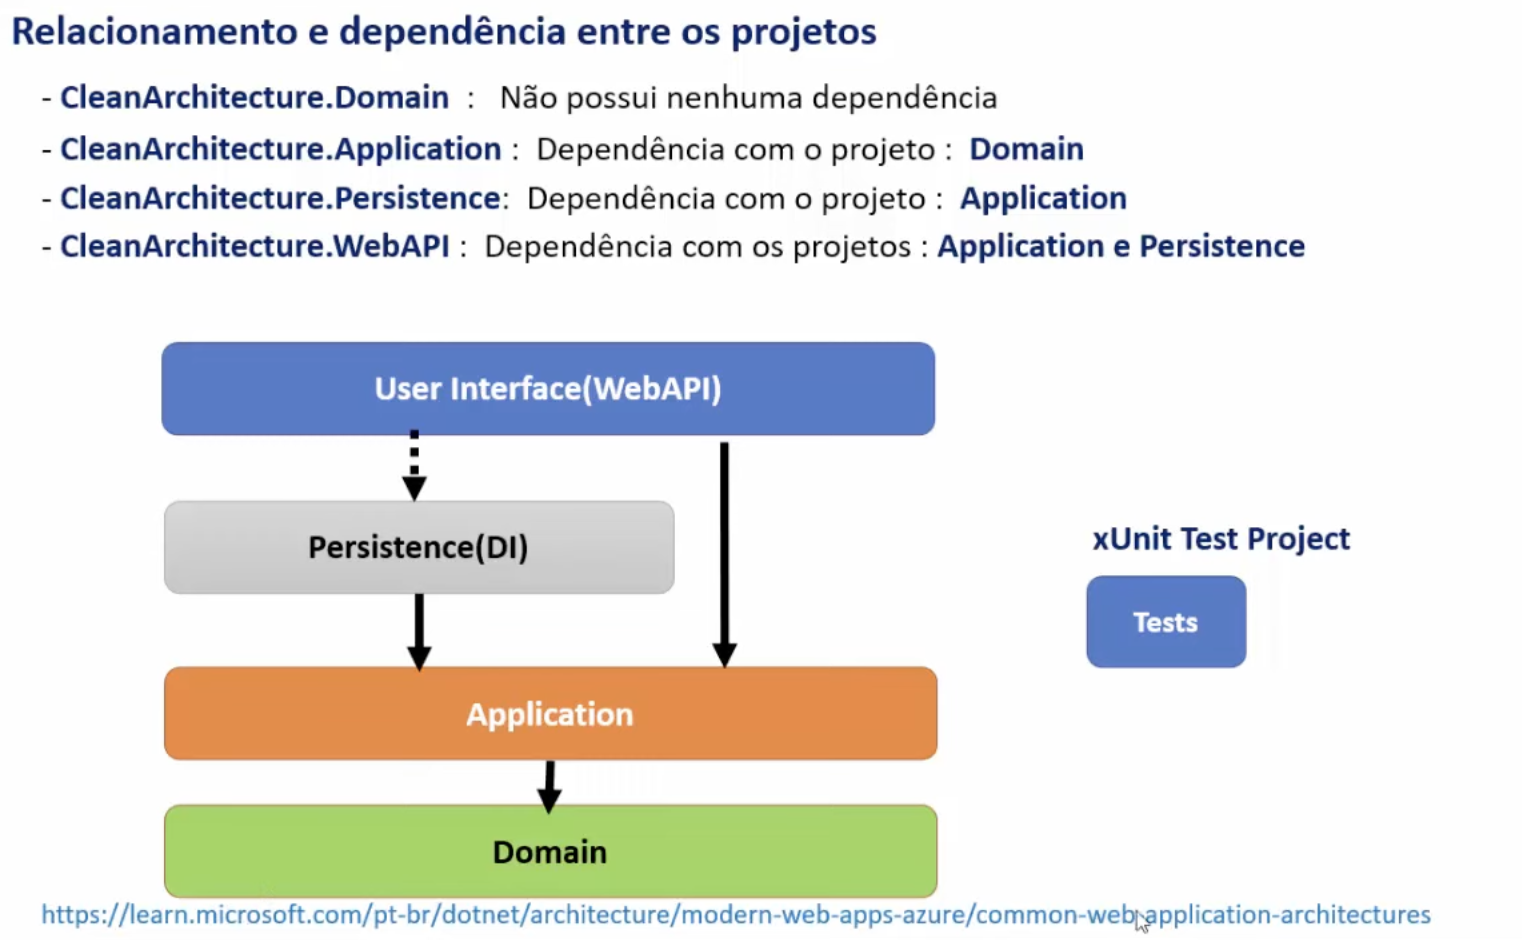 Relacionamento e dependência entre os projetos
- CleanArchitecture.Domain : Não possui nenhuma dependência
- CleanArchitecture.Application : Dependência com o projeto : Domain
- CleanArchitecture.Persistence: Dependência com o projeto : Application
- CleanArchitecture.WebAPI : Dependência com os projetos : Application e Persistence
User Interface(WebAPI)
Persistence(DI)
xUnit Test Project
Tests
Application
Domain
https://learn.microsoft.com/pt-br/dotnet/architecture/modern-web-apps-azure/common-web-application-architectures